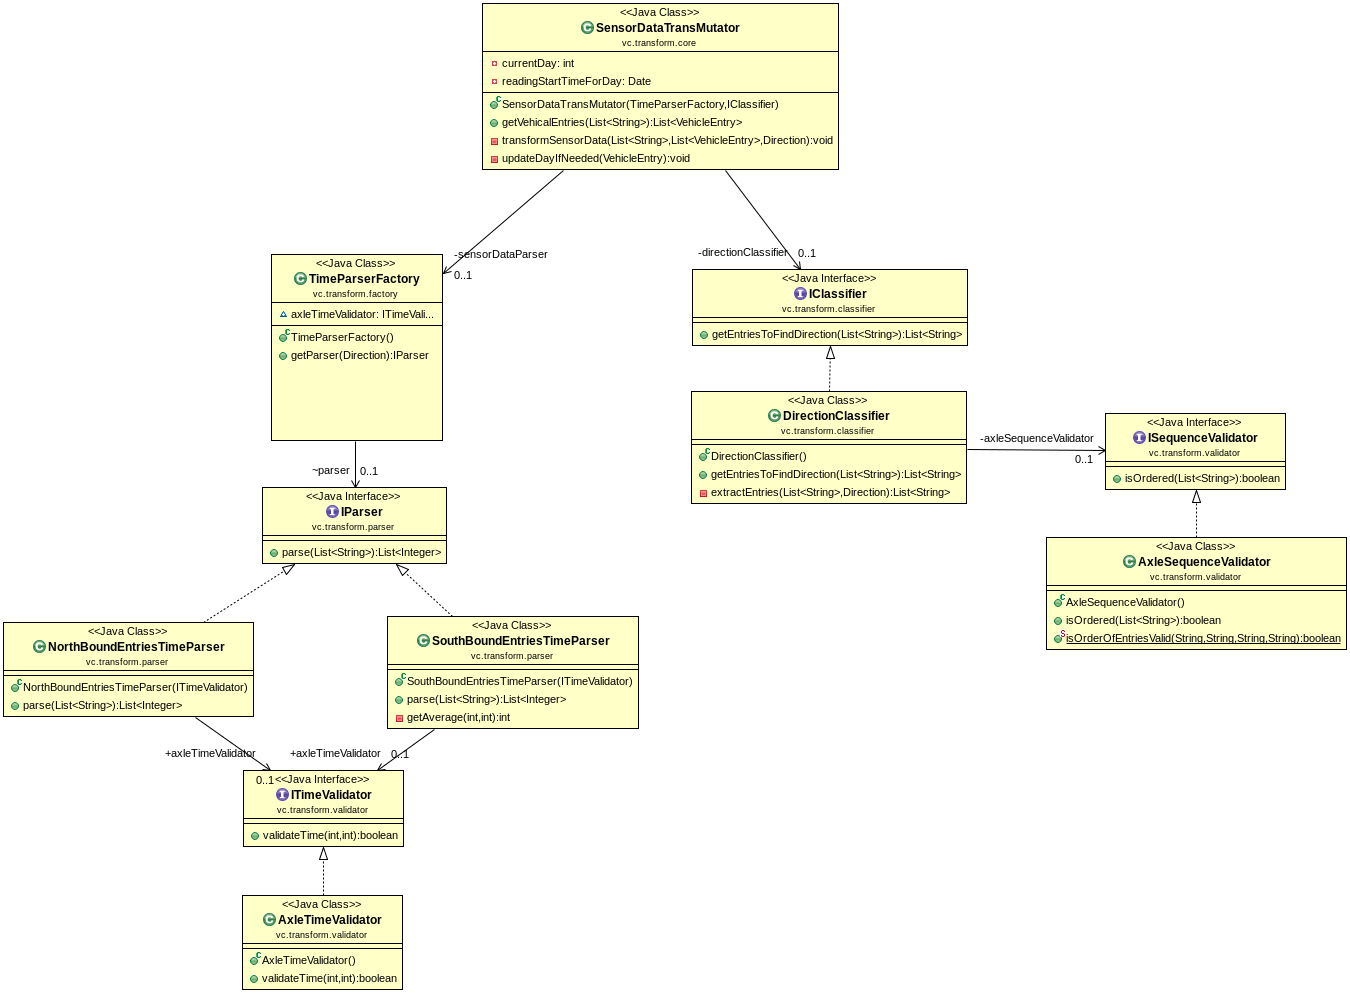 <<Java Class>>
SensorDataTransMutator
vc.transform.core
currentDay: int
readingStartTimeForDay: Date
SensorDataTransMutator(TimeParserFactory,IClassifier)
getVehicalEntries(List<String>):List<VehicleEntry>
transformSensorData(List<String>,List<VehicleEntry>,Direction):void
updateDayIfNeeded(VehicleEntry):void
-sensorDataParser
0..1
-directionClassifier
0..1
<<Java Class>>
TimeParserFactory
vc.transform.factory
axleTimeValidator: ITimeVali...
TimeParserFactory()
getParser(Direction):IParser
<<Java Interface>>
IClassifier
vc.transform.classifier
getEntriesToFindDirection(List<String>):List<String>
<<Java Class>>
DirectionClassifier
vc.transform.classifier
DirectionClassifier()
getEntriesToFindDirection(List<String>):List<String>
extractEntries(List<String>,Direction):List<String>
-axleSequenceValidator
0..1
<<Java Interface>>
ISequenceValidator
vc.transform.validator
isOrdered(List<String>):boolean
<<Java Class>>
AxleSequenceValidator
vc.transform.validator
AxleSequenceValidator()
isOrdered(List<String>):boolean
isOrderOfEntriesValid(String,String,String,String):boolean
~parser
0..1
<<Java Interface>>
IParser
vc.transform.parser
parse(List<String>):List<Integer>
<<Java Class>>
NorthBoundEntriesTimeParser
vc.transform.parser
NorthBoundEntriesTimeParser(ITimeValidator)
parse(List<String>):List<Integer>
<<Java Class>>
SouthBoundEntriesTimeParser
vc.transform.parser
SouthBoundEntriesTimeParser(ITimeValidator)
parse(List<String>):List<Integer>
getAverage(int,int):int
+axleTimeValidator
0..1
+axleTimeValidator
0..1
<<Java Interface>>
ITimeValidator
vc.transform.validator
validateTime(int,int):boolean
<<Java Class>>
AxleTimeValidator
vc.transform.validator
AxleTimeValidator()
validateTime(int,int):boolean